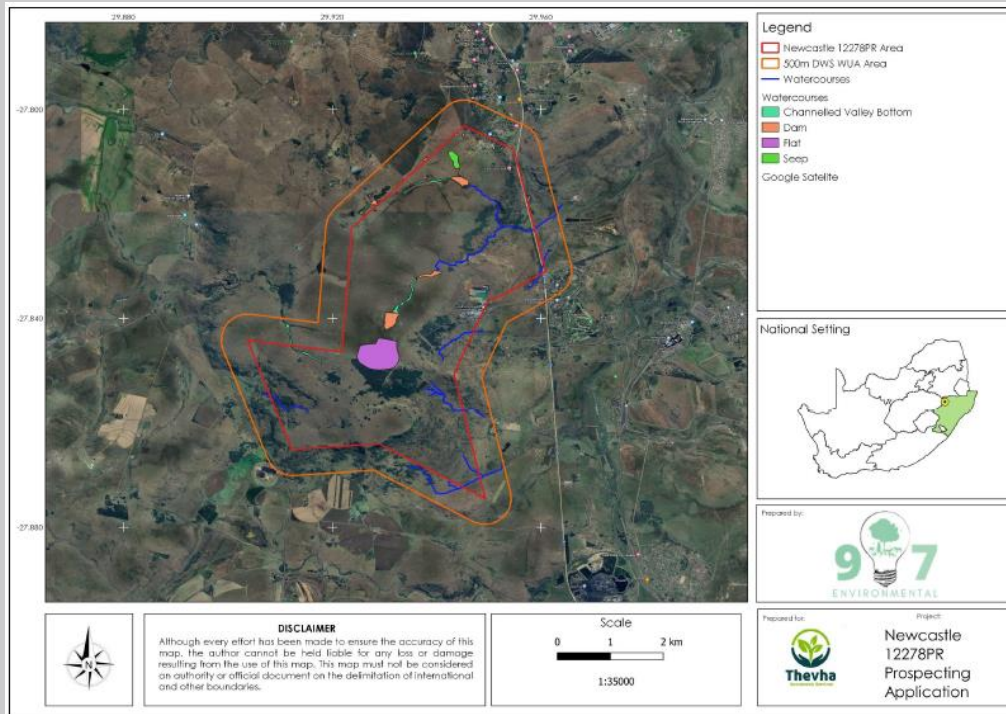 29.880
29.920
29.960
-27.800
-27.840
-27.880
Legend
Newcastle 12278PR Area
500m DWS WUA Area
Watercourses
Watercourses
Channelled Valley Bottom
Dam
Flat
Seep
Google Satelite
National Setting
Prepared by:
97
ENVIRONMENTAL
N
DISCLAIMER
Although every effort has been made to ensure the accuracy of this
map, the author cannot be held liable for any loss or damage
resulting from the use of this map. This map must not be considered
an authority or official document on the delimitation of international
and other boundaries.
Scale
0 1 2 km
1:35000
Prepared for:
Thevha
Project:
Newcastle
12278PR
Prospecting
Application